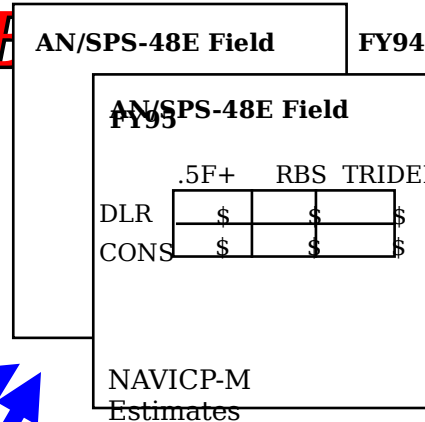 AN/SPS-48E Field FY94
AN/SPS-48E Field
FY95
.5F+ RBS
DLR $ $ $
CONS $ $ $
NAVICP-M
Estimates